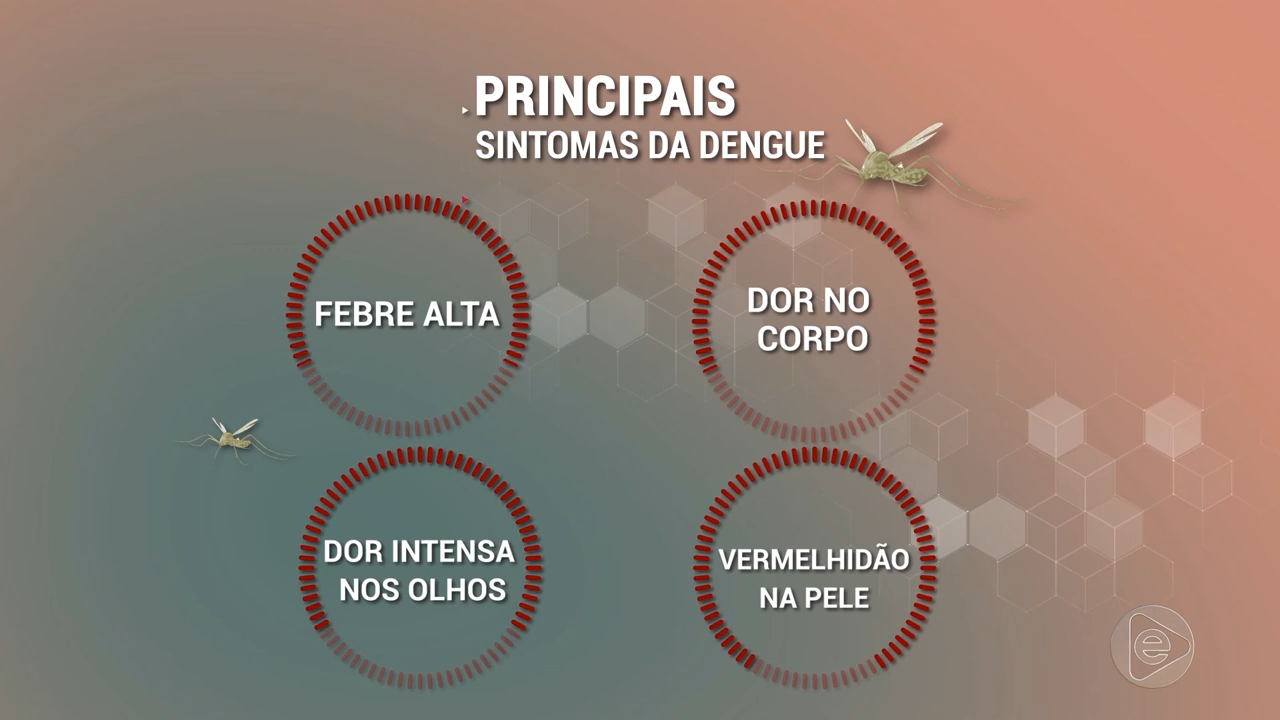 PRINCIPAIS
SINTOMAS DA DENGUE
FEBRE ALTA
DOR NO
CORPO
DOR INTENSA
NOS OLHOS
VERMELHIDÃO
NA PELE
e